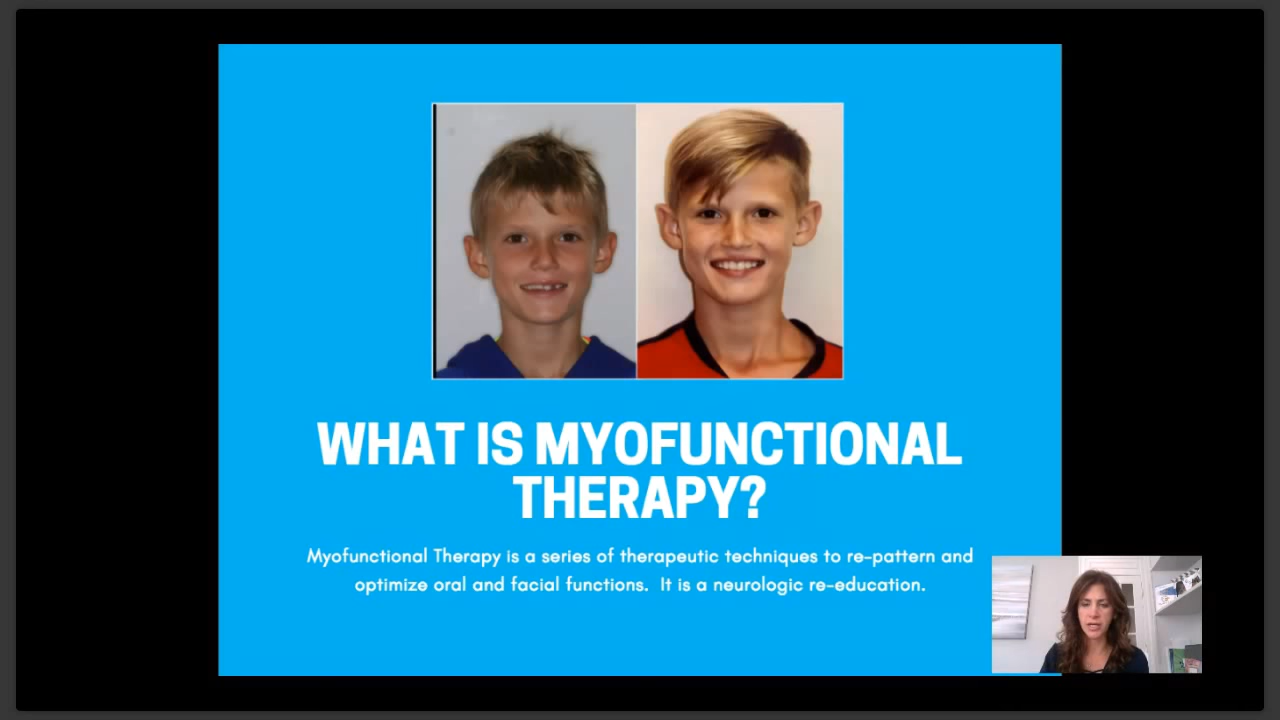 WHAT IS MYOFUNCTIONAL
THERAPY?
Myofunctional Therapy is a series of therapeutic techniques to re-pattern and
optimize oral and facial functions. It is a neurologic re-education.